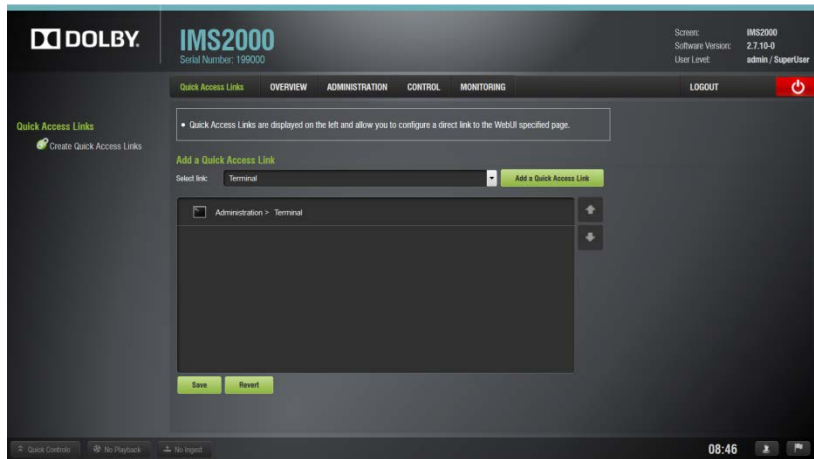 DOLBY.
IMS2000
Serial Number: 199000
Screen: IMS2000
Software Version: 2.7.10-0
User Level: admin / SuperUser
Quick Access Links OVERVIEW ADMINISTRATION CONTROL MONITORING LOGOUT
Quick Access Links
Create Quick Access Links
• Quick Access Links are displayed on the left and allow you to configure a direct link to the WebUI specified page.
Add a Quick Access Link
Select link: Terminal Add a Quick Access Link
Administration > Terminal
Save Revert
Quick Controls No Playback No Ingest 08:46